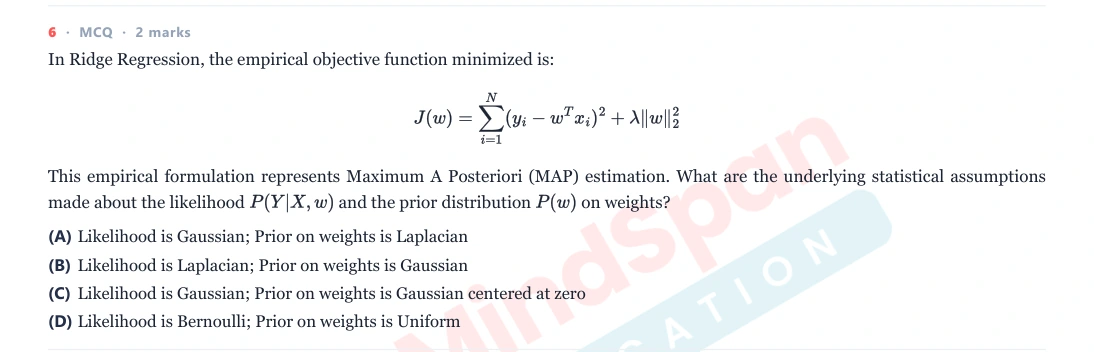 6 · MCQ · 2 marks
In Ridge Regression, the empirical objective function minimized is:
J(w) = \sum_{i=1}^{N} (y_i − w^T x_i)^2 + λ‖w‖_2^2
This empirical formulation represents Maximum A Posteriori (MAP) estimation. What are the underlying statistical assumptions
made about the likelihood P(Y|X, w) and the prior distribution P(w) on weights?
(A) Likelihood is Gaussian; Prior on weights is Laplacian
(B) Likelihood is Laplacian; Prior on weights is Gaussian
(C) Likelihood is Gaussian; Prior on weights is Gaussian centered at zero
(D) Likelihood is Bernoulli; Prior on weights is Uniform
MindSpan
CATION